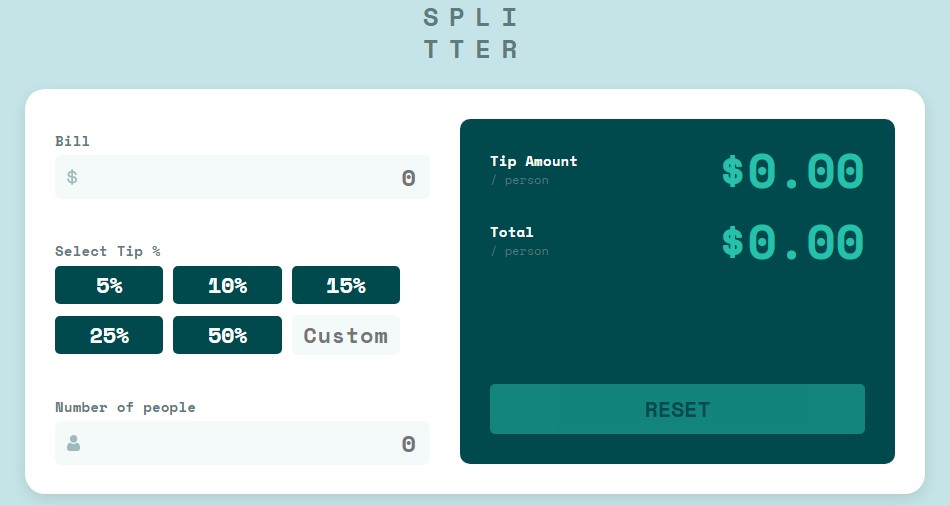 SPLI
TTER
Bill
$
0
Select Tip %
5%
10%
15%
25%
50%
Custom
Number of people
0
Tip Amount
/ person
$0.00
Total
/ person
$0.00
RESET